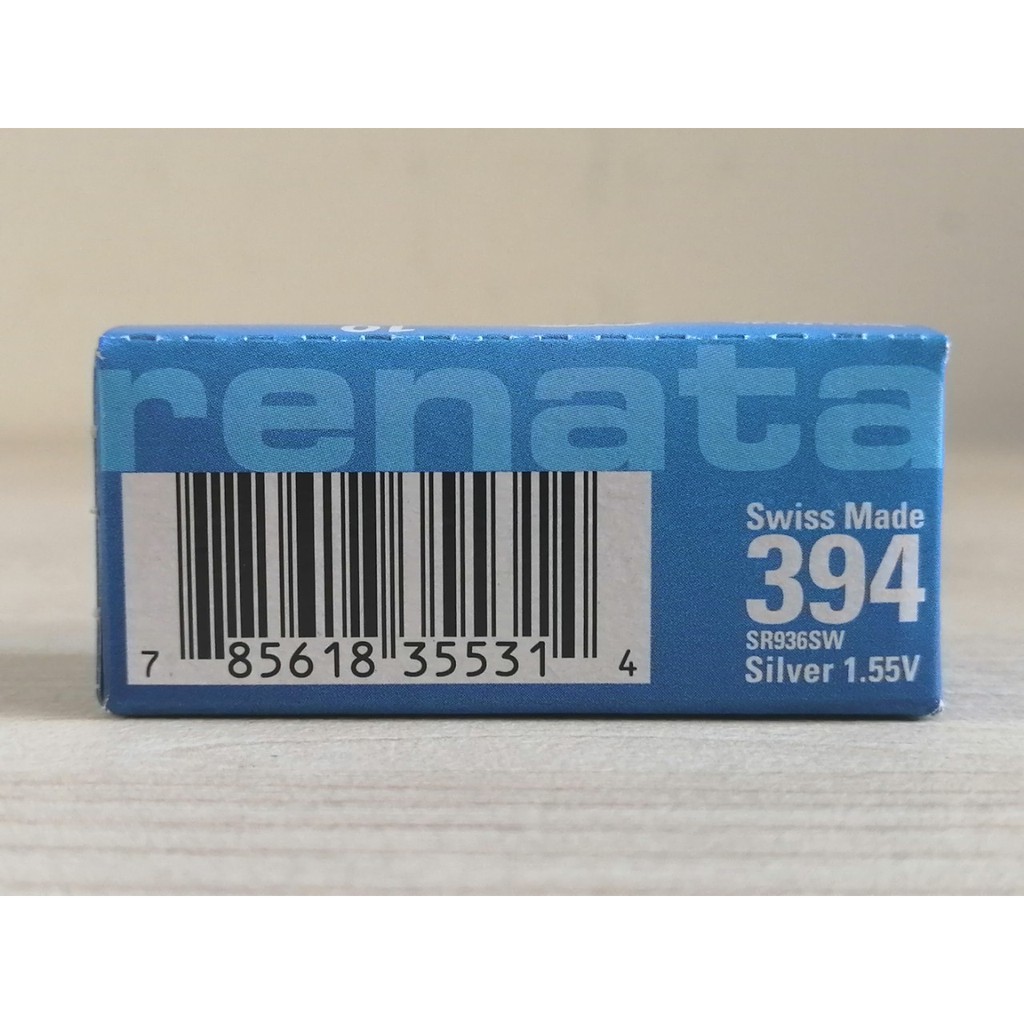 renata
7 85618 35531 4
Swiss Made
394
SR936SW
Silver 1.55V